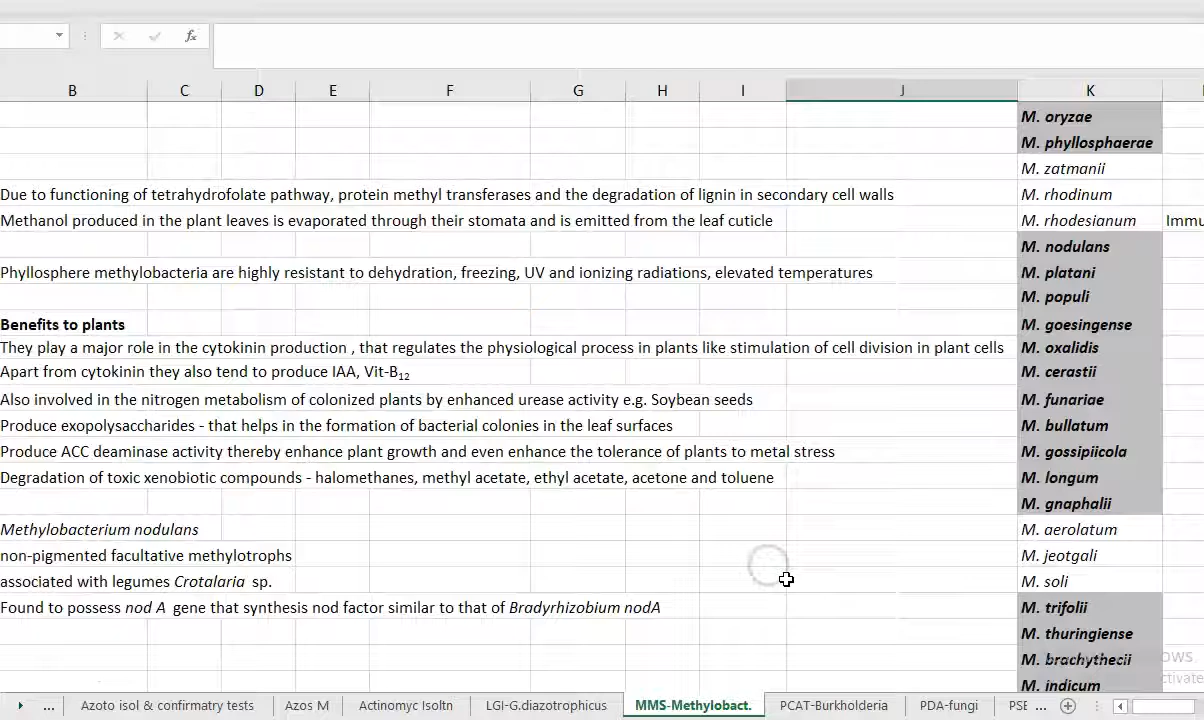 fx
B C D E F G H I J K
M. oryzae
M. phyllosphaerae
M. zatmanii
Due to functioning of tetrahydrofolate pathway, protein methyl transferases and the degradation of lignin in secondary cell walls M. rhodinum
Methanol produced in the plant leaves is evaporated through their stomata and is emitted from the leaf cuticle M. rhodesianum Immu
M. nodulans
Phyllosphere methylobacteria are highly resistant to dehydration, freezing, UV and ionizing radiations, elevated temperatures M. platani
M. populi
Benefits to plants M. goesingense
They play a major role in the cytokinin production , that regulates the physiological process in plants like stimulation of cell division in plant cells M. oxalidis
Apart from cytokinin they also tend to produce IAA, Vit-B12 M. cerastii
Also involved in the nitrogen metabolism of colonized plants by enhanced urease activity e.g. Soybean seeds M. funariae
Produce exopolysaccharides - that helps in the formation of bacterial colonies in the leaf surfaces M. bullatum
Produce ACC deaminase activity thereby enhance plant growth and even enhance the tolerance of plants to metal stress M. gossipiicola
Degradation of toxic xenobiotic compounds - halomethanes, methyl acetate, ethyl acetate, acetone and toluene M. longum
M. gnaphalii
Methylobacterium nodulans M. aerolatum
non-pigmented facultative methylotrophs M. jeotgali
associated with legumes Crotalaria sp. M. soli
Found to possess nod A gene that synthesis nod factor similar to that of Bradyrhizobium nodA M. trifolii
M. thuringiense
M. brachythecii
M. indicum
... Azoto isol & confirmatry tests Azos M Actinomyc Isoltn LGI-G.diazotrophicus MMS-Methylobact. PCAT-Burkholderia PDA-fungi PSE ...